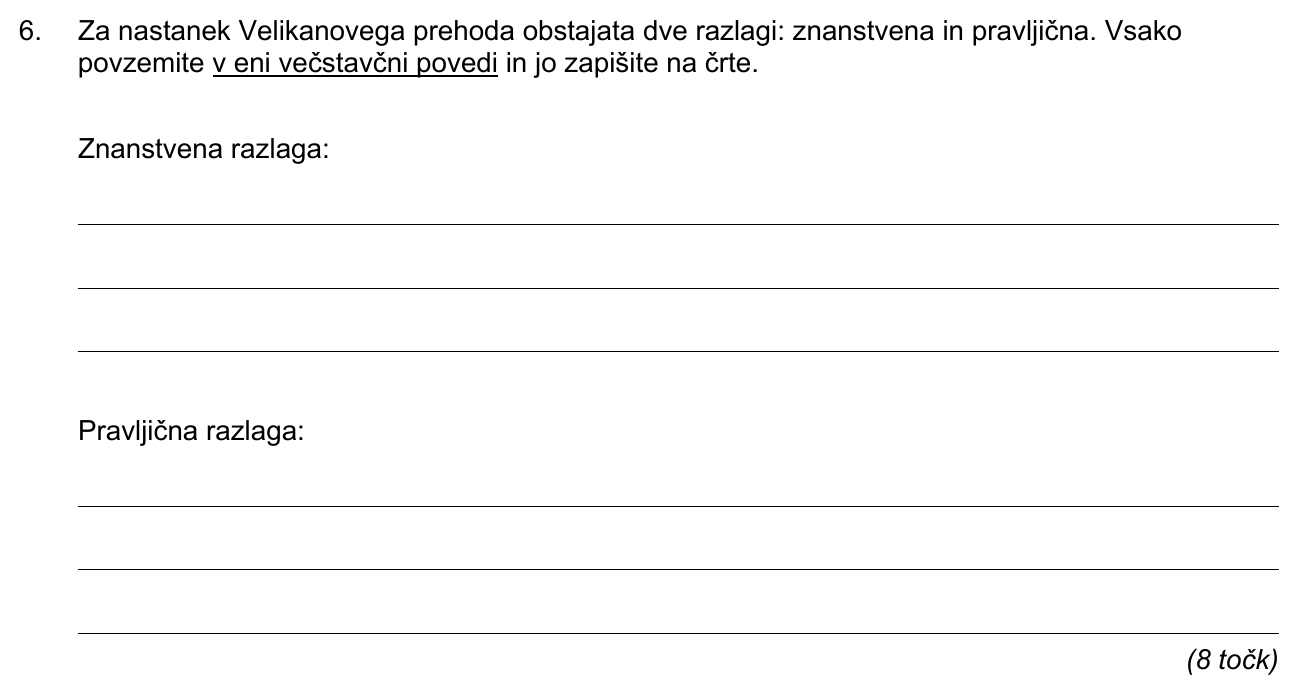 6. Za nastanek Velikanovega prehoda obstajata dve razlagi: znanstvena in pravljična. Vsako
povzemite v eni večstavčni povedi in jo zapišite na črte.
Znanstvena razlaga:
Pravljična razlaga:
(8 točk)